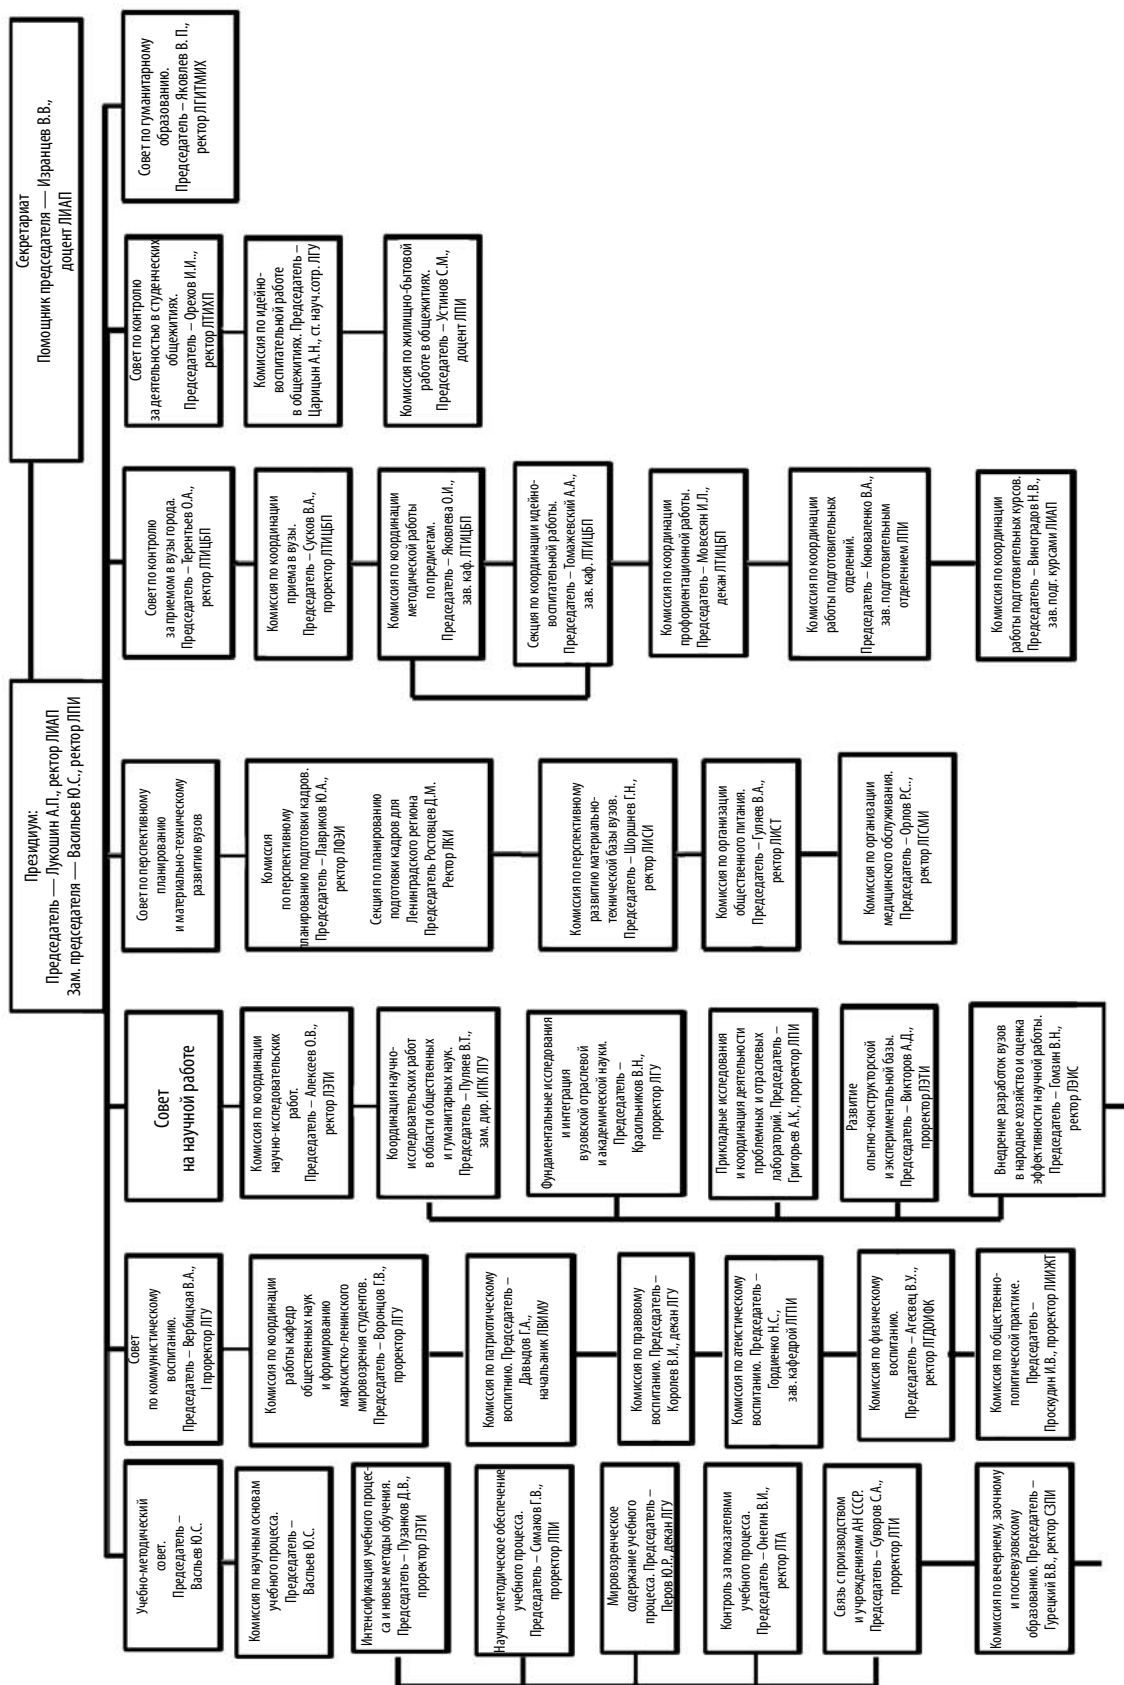 Президиум:
Председатель — Лукошин А.П., ректор ЛИАП
Зам. председателя — Васильев Ю.С., ректор ЛПИ
Секретариат
Помощник председателя — Изранцев В.В.,
доцент ЛИАП
Учебно-методический
совет.
Председатель –
Васльев Ю.С.
Комиссия по научным основам
учебного процесса.
Председатель –
Васльев Ю.С.
Интенсификация учебного процес-
са и новые методы обучения.
Председатель – Пузанков Д.В.,
проректор ЛЭТИ
Научно-методическое обеспечение
учебного процесса.
Председатель – Симаков Г.В.,
проректор ЛПИ
Мировоззренческое
содержание учебного
процесса. Председатель –
Перов Ю.Р., декан ЛГУ
Контроль за показателями
учебного процесса.
Председатель – Онегин В.И.,
ректор ЛТА
Связь с производством
и учреждениями АН СССР.
Председатель – Суворов С.А.,
проректор ЛТИ
Комиссия по вечернему, заочному
и послевузовскому
образованию. Председатель –
Гурецкий В.В., ректор СЗПИ
Совет
по коммунистическому
воспитанию.
Председатель – Вербицкая В.А.,
I проректор ЛГУ
Комиссия по координации
работы кафедр
общественных наук
и формированию
марксистко-ленинского
мировозрения студентов.
Председатель – Воронцов Г.В.,
проректор ЛГУ
Комиссия по патриотическому
воспитнию. Председатель –
Давыдов Г.А.,
начальаник ЛВИМУ
Комиссия по правовому
воспитанию. Председатель –
Королев В.И., декан ЛГУ
Комиссия по атеистическому
воспитанию. Председатель –
Гордиенко Н.С.,
зав. кафедрой ЛГПИ
Комиссия по физическому
воспитанию.
Председатель – Агесвец В.У.,
ректор ЛГДОИФК
Комиссия по общественно-
политической практике.
Председатель –
Проскудин И.В., проректор ЛИИЖТ
Совет
на научной работе
Комиссия по координации
научно-исследовательских
работ.
Председатель – Алексеев О.В.,
ректор ЛЭТИ
Координация научно-
исследовательских работ
в области общественных
и гуманитарных наук.
Председатель – Пуляев В.Т.,
зам. дир. ИПК ЛГУ
Фундаментальные исследования
и интеграция
вузовской отраслевой
и академической науки.
Председатель –
Красильников В.Н.,
проректор ЛГУ
Прикладные исследования
и координация деятельности
проблемных и отраслевых
лабораторий. Председатель –
Григорьев А.К., проректор ЛПИ
Развитие
опытно-конструкторской
и экспериментальной базы.
Председатель – Викторов А.Д.,
проректор ЛЭТИ
Внедрение разработок вузов
в народное хозяйство и оценка
эффективности научной работы.
Председатель – Гомзин В.Н.,
ректор ЛЭИС
Совет по перспективному
планированию
и материально-техническому
развитию вузов
Комиссия
по перспективному
планированию подготовки кадров.
Председатель – Лавриков Ю.А.,
ректор ЛФЭИ
Секция по планированию
подготовки кадров для
Ленинградского региона
Председатель Ростовцев Д.М.
Ректор ЛКИ
Комиссия по перспективному
развитию материально-
технической базы вузов.
Председатель – Шоршнев Г.Н.,
ректор ЛИСИ
Комиссия по организации
общественного питания.
Председатель – Гуляев В.А.,
ректор ЛИСТ
Комиссия по организации
медицинского обслуживания.
Председатель – Орлов Р.С.,
ректор ЛГСМИ
Совет по контролю
за приемом в вузы города.
Председатель – Терентьев О.А.,
ректор ЛТИЦБП
Комиссия по координации
приема в вузы.
Председатель – Сусков В.А.,
проректор ЛТИЦБП
Комиссия по координации
методической работы
по предметам.
Председатель – Яковлева О.И.,
зав. каф. ЛТИЦБП
Секция по координации идейно-
воспитательной работы.
Председатель – Томажевский А.А.,
зав. каф. ЛТИЦБП
Комиссия по координации
профориентационной работы.
Председатель – Мовсесян И.Л.,
декан ЛТИЦБП
Комиссия по координации
работы подготовительных
отделений.
Председатель – Коноваленко В.А.,
зав. подготовительным
отделением ЛПИ
Комиссия по координации
работы подготовительных курсов.
Председатель – Виноградов Н.В.,
зав. подг. курсами ЛИАП
Совет по контролю
за деятельностью в студенческих
общежитиях.
Председатель – Орехов И.И..,
ректор ЛТИХП
Комиссия по идейно-
воспитательной работе
в общежитиях. Председатель –
Царицын А.Н., ст. науч.сотр. ЛГУ
Комиссия по жилищно-бытовой
работе в общежитиях.
Председатель – Устинов С.М.,
доцент ЛПИ
Совет по гуманитарному
образованию.
Председатель – Яковлев В. П.,
ректор ЛГИТМИХ